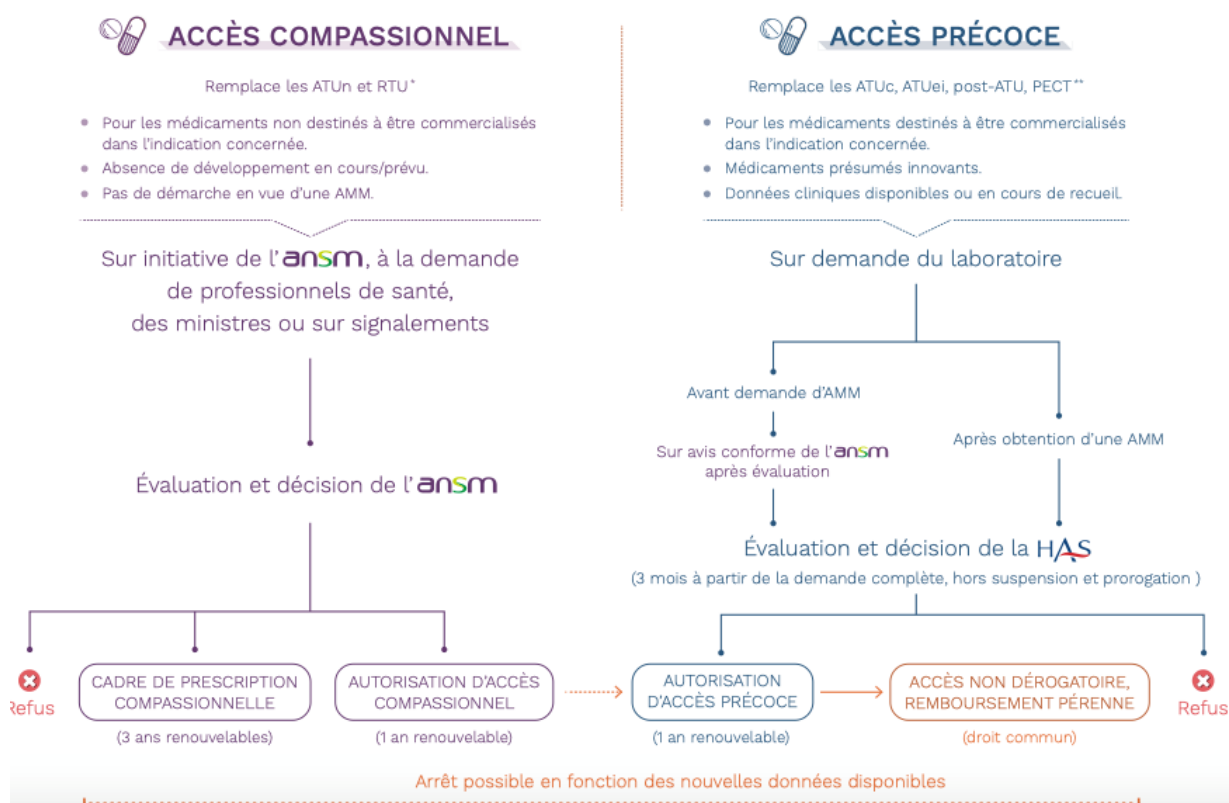 ACCÈS COMPASSIONNEL
Remplace les ATUn et RTU*
• Pour les médicaments non destinés à être commercialisés
dans l'indication concernée.
• Absence de développement en cours/prévu.
• Pas de démarche en vue d'une AMM.
Sur initiative de l'ansm, à la demande
de professionnels de santé,
des ministres ou sur signalements
Évaluation et décision de l'ansm
Refus
CADRE DE PRESCRIPTION
COMPASSIONNELLE
(3 ans renouvelables)
AUTORISATION D'ACCÈS
COMPASSIONNEL
(1 an renouvelable)
ACCÈS PRÉCOCE
Remplace les ATUc, ATUei, post-ATU, PECT**
• Pour les médicaments destinés à être commercialisés
dans l'indication concernée.
• Médicaments présumés innovants.
• Données cliniques disponibles ou en cours de recueil.
Sur demande du laboratoire
Avant demande d'AMM
Sur avis conforme de l'ansm
après évaluation
Après obtention d'une AMM
Évaluation et décision de la HAS
(3 mois à partir de la demande complète, hors suspension et prorogation )
AUTORISATION
D'ACCÈS PRÉCOCE
(1 an renouvelable)
ACCÈS NON DÉROGATOIRE,
REMBOURSEMENT PÉRENNE
(droit commun)
Refus
Arrêt possible en fonction des nouvelles données disponibles